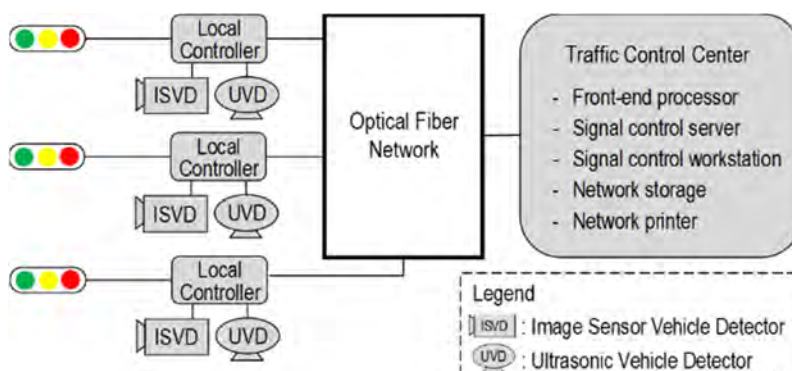 Local
Controller
ISVD
UVD
Local
Controller
ISVD
UVD
Local
Controller
ISVD
UVD
Optical Fiber
Network
Traffic Control Center
- Front-end processor
- Signal control server
- Signal control workstation
- Network storage
- Network printer
Legend
ISVD : Image Sensor Vehicle Detector
UVD : Ultrasonic Vehicle Detector